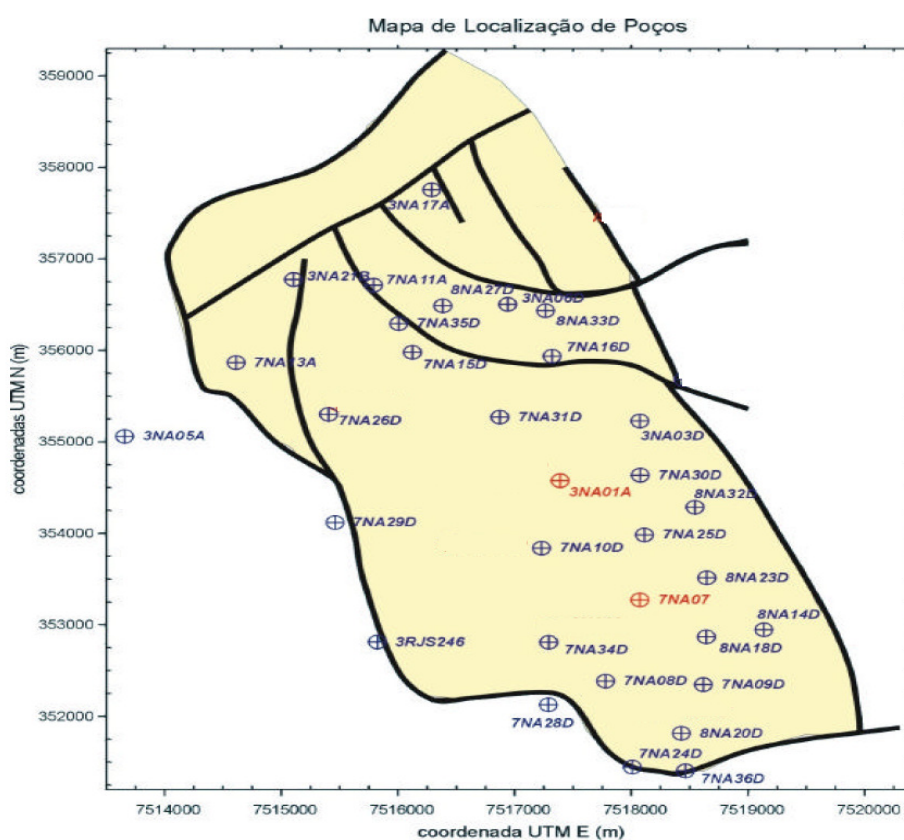 Mapa de Localização de Poços
coordenadas UTM N (m)
359000
358000
357000
356000
355000
354000
353000
352000
3NA17A
3NA21B
7NA11A
8NA27D
3NA06D
7NA35D
8NA33D
7NA13A
7NA15D
7NA16D
7NA26D
7NA31D
3NA05A
3NA03D
7NA30D
3NA01A
8NA32D
7NA29D
7NA10D
7NA25D
8NA23D
7NA07
8NA14D
3RJS246
7NA34D
8NA18D
7NA08D
7NA09D
7NA28D
8NA20D
7NA24D
7NA36D
7514000 7515000 7516000 7517000 7518000 7519000 7520000
coordenada UTM E (m)